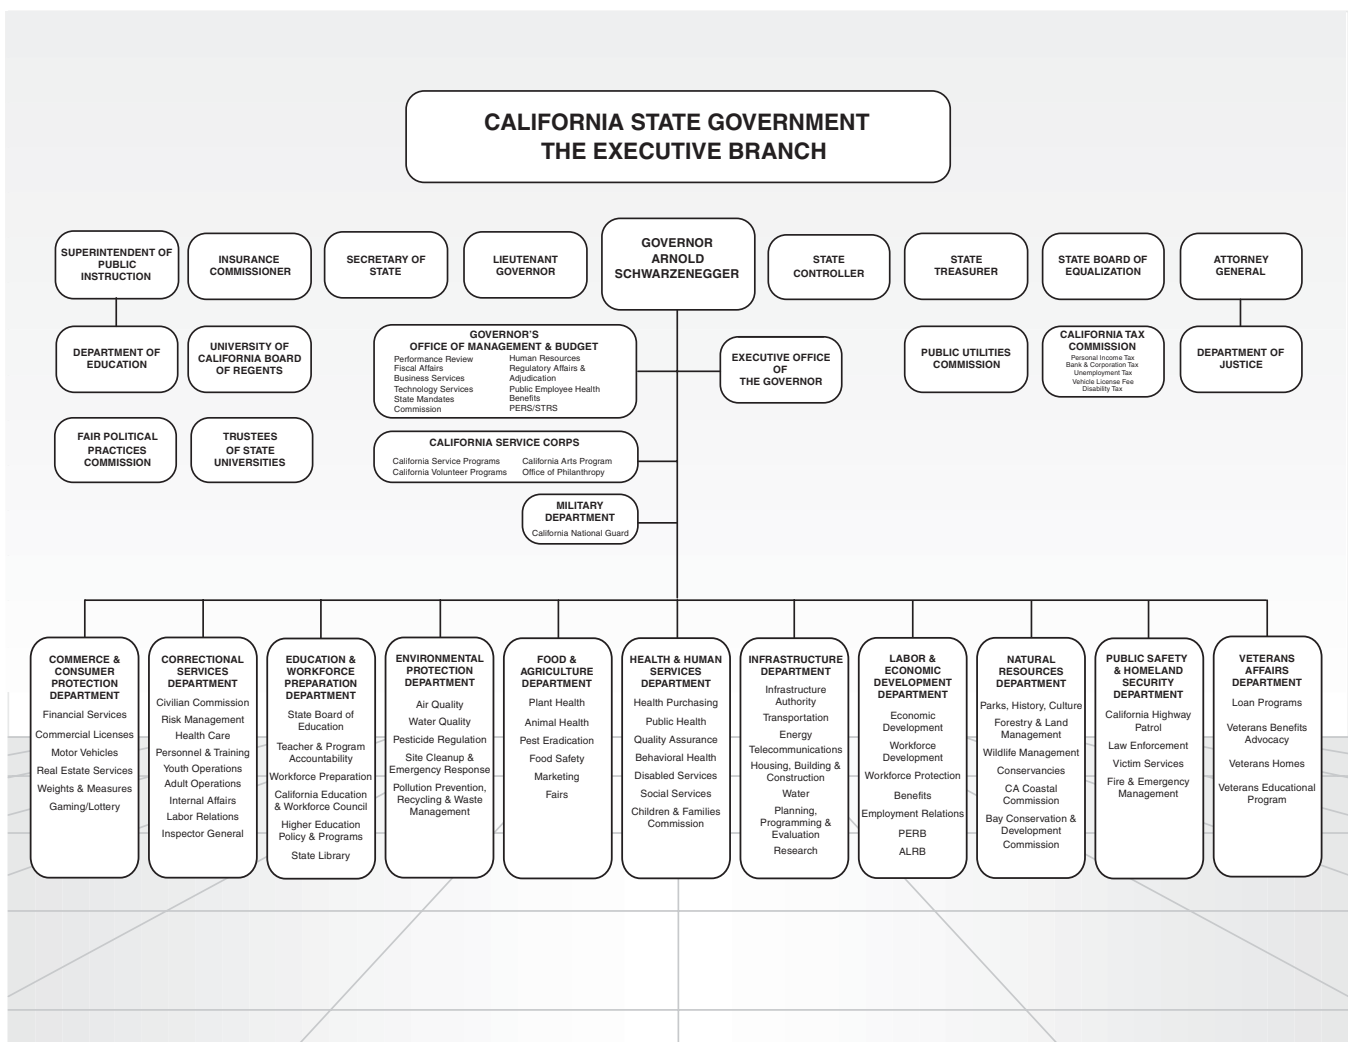 CALIFORNIA STATE GOVERNMENT
THE EXECUTIVE BRANCH
SUPERINTENDENT OF
PUBLIC
INSTRUCTION
INSURANCE
COMMISSIONER
SECRETARY OF
STATE
LIEUTENANT
GOVERNOR
GOVERNOR
ARNOLD
SCHWARZENEGGER
STATE
CONTROLLER
STATE
TREASURER
STATE BOARD OF
EQUALIZATION
ATTORNEY
GENERAL
DEPARTMENT OF
EDUCATION
UNIVERSITY OF
CALIFORNIA BOARD
OF REGENTS
GOVERNOR'S
OFFICE OF MANAGEMENT & BUDGET
Performance Review
Fiscal Affairs
Business Services
Technology Services
State Mandates
Commission
Human Resources
Regulatory Affairs &
Adjudication
Public Employee Health
Benefits
PERS/STRS
EXECUTIVE OFFICE
OF
THE GOVERNOR
PUBLIC UTILITIES
COMMISSION
CALIFORNIA TAX
COMMISSION
Personal Income Tax
Bank & Corporation Tax
Unemployment Tax
Vehicle License Fee
Disability Tax
DEPARTMENT OF
JUSTICE
FAIR POLITICAL
PRACTICES
COMMISSION
TRUSTEES
OF STATE
UNIVERSITIES
CALIFORNIA SERVICE CORPS
California Service Programs
California Volunteer Programs
California Arts Program
Office of Philanthropy
MILITARY
DEPARTMENT
California National Guard
COMMERCE &
CONSUMER
PROTECTION
DEPARTMENT
Financial Services
Commercial Licenses
Motor Vehicles
Real Estate Services
Weights & Measures
Gaming/Lottery
CORRECTIONAL
SERVICES
DEPARTMENT
Civilian Commission
Risk Management
Health Care
Personnel & Training
Youth Operations
Adult Operations
Internal Affairs
Labor Relations
Inspector General
EDUCATION &
WORKFORCE
PREPARATION
DEPARTMENT
State Board of
Education
Teacher & Program
Accountability
Workforce Preparation
California Education
& Workforce Council
Higher Education
Policy & Programs
State Library
ENVIRONMENTAL
PROTECTION
DEPARTMENT
Air Quality
Water Quality
Pesticide Regulation
Site Cleanup &
Emergency Response
Pollution Prevention,
Recycling & Waste
Management
FOOD &
AGRICULTURE
DEPARTMENT
Plant Health
Animal Health
Pest Eradication
Food Safety
Marketing
Fairs
HEALTH & HUMAN
SERVICES
DEPARTMENT
Health Purchasing
Public Health
Quality Assurance
Behavioral Health
Disabled Services
Social Services
Children & Families
Commission
INFRASTRUCTURE
DEPARTMENT
Infrastructure
Authority
Transportation
Energy
Telecommunications
Housing, Building &
Construction
Water
Planning,
Programming &
Evaluation
Research
LABOR &
ECONOMIC
DEVELOPMENT
DEPARTMENT
Economic
Development
Workforce
Development
Workforce Protection
Benefits
Employment Relations
PERB
ALRB
NATURAL
RESOURCES
DEPARTMENT
Parks, History, Culture
Forestry & Land
Management
Wildlife Management
Conservancies
CA Coastal
Commission
Bay Conservation &
Development
Commission
PUBLIC SAFETY
& HOMELAND
SECURITY
DEPARTMENT
California Highway
Patrol
Law Enforcement
Victim Services
Fire & Emergency
Management
VETERANS
AFFAIRS
DEPARTMENT
Loan Programs
Veterans Benefits
Advocacy
Veterans Homes
Veterans Educational
Program